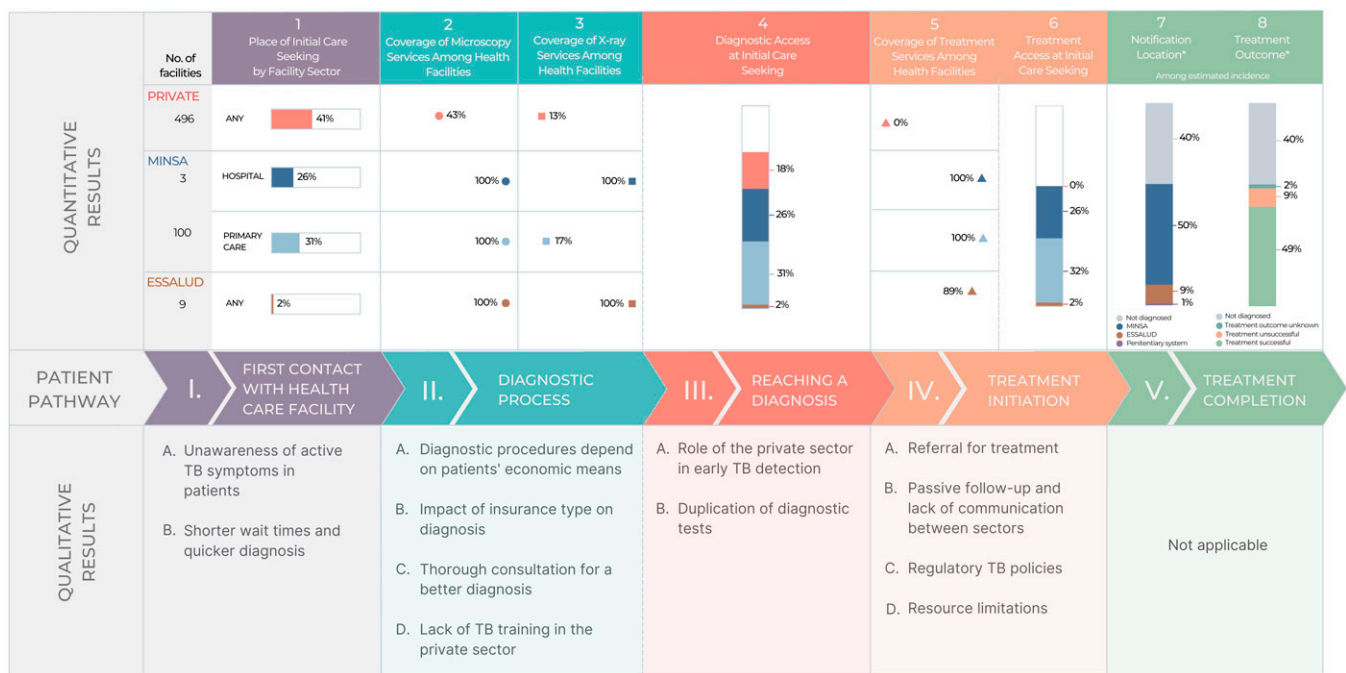 QUANTITATIVE
RESULTS
No. of
facilities
1
Place of Initial Care
Seeking
by Facility Sector
2
Coverage of Microscopy
Services Among Health
Facilities
3
Coverage of X-ray
Services Among
Health Facilities
4
Diagnostic Access
at Initial Care
Seeking
5
Coverage of Treatment
Services Among
Health Facilities
6
Treatment
Access at Initial
Care Seeking
7
Notification
Location*
8
Treatment
Outcome*
Among estimated incidence
PRIVATE
496
ANY
41%
43%
13%
0%
MINSA
3
HOSPITAL
26%
100%
100%
100%
100
PRIMARY
CARE
31%
100%
17%
100%
ESSALUD
9
ANY
2%
100%
100%
89%
18%
26%
31%
2%
0%
26%
32%
2%
40%
50%
9%
1%
Not diagnosed
MINSA
ESSALUD
Penitentiary system
40%
2%
9%
49%
Not diagnosed
Treatment outcome unknown
Treatment unsuccessful
Treatment successful
PATIENT
PATHWAY
I.
FIRST CONTACT
WITH HEALTH
CARE FACILITY
II.
DIAGNOSTIC
PROCESS
III.
REACHING A
DIAGNOSIS
IV.
TREATMENT
INITIATION
V.
TREATMENT
COMPLETION
QUALITATIVE
RESULTS
A. Unawareness of active
TB symptoms in
patients
B. Shorter wait times and
quicker diagnosis
A. Diagnostic procedures depend
on patients' economic means
B. Impact of insurance type on
diagnosis
C. Thorough consultation for a
better diagnosis
D. Lack of TB training in the
private sector
A. Role of the private sector
in early TB detection
B. Duplication of diagnostic
tests
A. Referral for treatment
B. Passive follow-up and
lack of communication
between sectors
C. Regulatory TB policies
D. Resource limitations
Not applicable